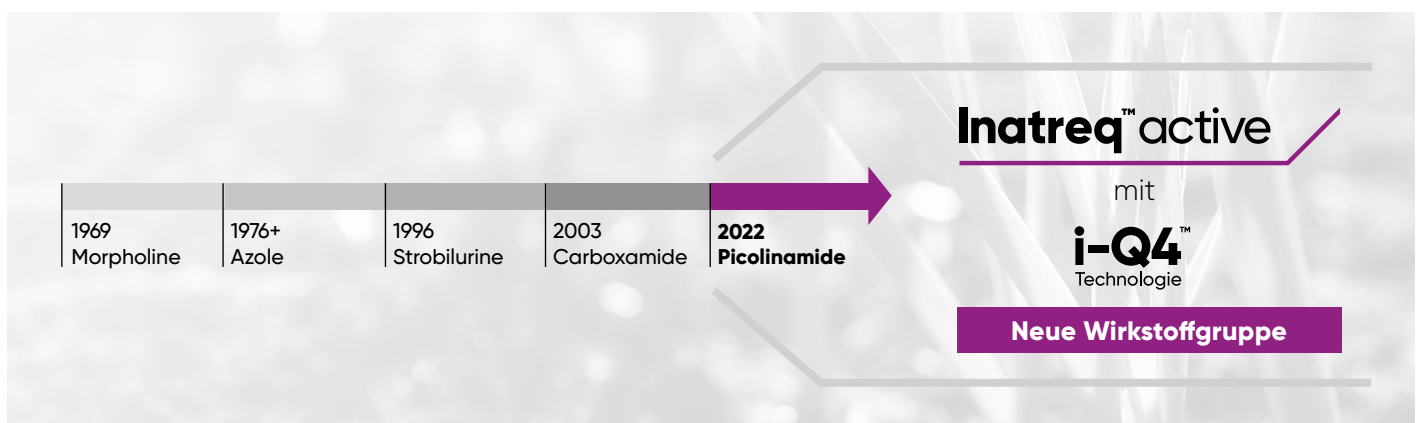 Inatreq™ active
mit
i-Q4™
Technologie
Neue Wirkstoffgruppe
1969
Morpholine
1976+
Azole
1996
Strobilurine
2003
Carboxamide
2022
Picolinamide